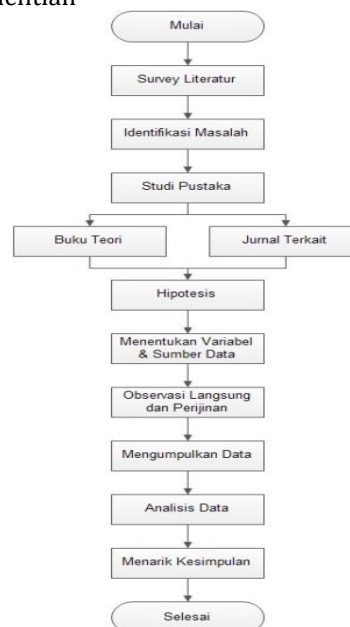 Mulai
Survey Literatur
Identifikasi Masalah
Studi Pustaka
Buku Teori
Jurnal Terkait
Hipotesis
Menentukan Variabel
& Sumber Data
Observasi Langsung
dan Perijinan
Mengumpulkan Data
Analisis Data
Menarik Kesimpulan
Selesai